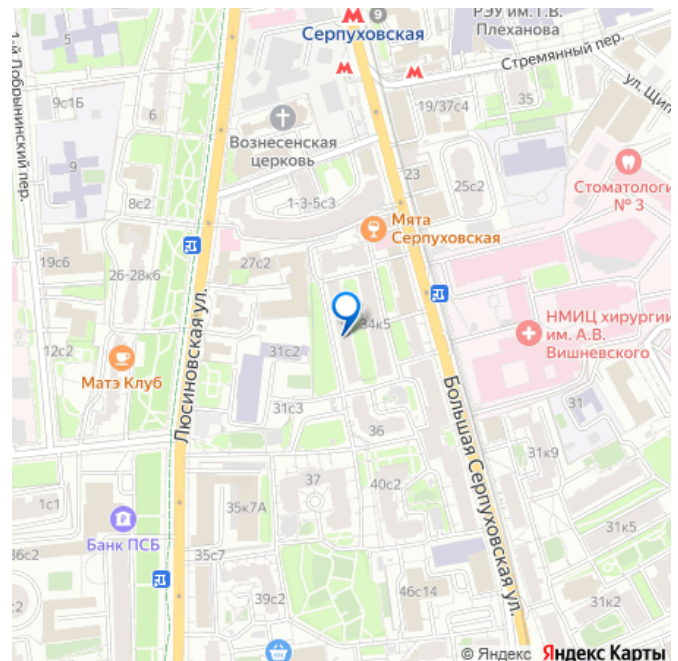 9
Серпуховская
РЭУ им. Г.В.
Плеханова
Стремянный пер.
ул. Щип
1-й Добрынинский пер.
5
9с1Б
6
19/37с4
35
Вознесенская
церковь
Стоматологи
№ 3
9
8с2
1-3-5с3
23
25с2
Мята
Серпуховская
19с6
26-28к6
27с2
Люсиновская ул.
34к5
НМИЦ хирургии
им. А.В.
Вишневского
12с2
Матэ Клуб
31с2
31с3
36
31
Большая Серпуховская ул.
31к9
37
40с2
1с1
35к7А
Банк ПСБ
36с2
35с7
31к5
39с2
46с14
31к2
© Яндекс Яндекс Карты